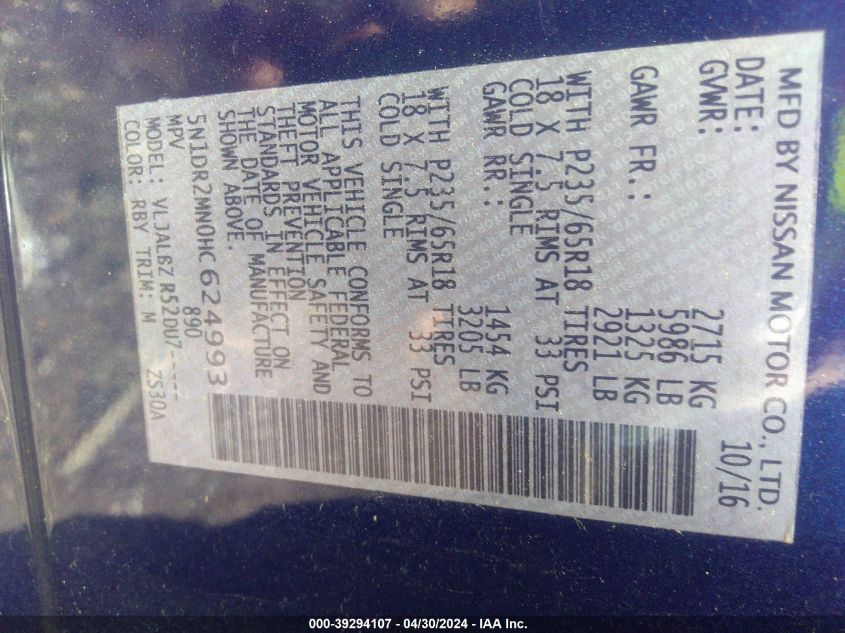 MFD BY NISSAN MOTOR CO., LTD.
DATE: 10/16
GVWR: 2715 KG
5986 LB
GAWR FR.: 1325 KG
2921 LB
WITH P235/65R18 TIRES
18 X 7.5 RIMS AT 33 PSI
COLD SINGLE
GAWR RR.: 1454 KG
3205 LB
WITH P235/65R18 TIRES
18 X 7.5 RIMS AT 33 PSI
COLD SINGLE
THIS VEHICLE CONFORMS TO
ALL APPLICABLE FEDERAL
MOTOR VEHICLE SAFETY AND
THEFT PREVENTION
STANDARDS IN EFFECT ON
THE DATE OF MANUFACTURE
SHOWN ABOVE.
5N1DR2MN0HC624993
MPV 890
MODEL: VLJALBZ R52DU7-----
COLOR: RBY TRIM: M ZS30A
000-39294107 - 04/30/2024 - IAA Inc.